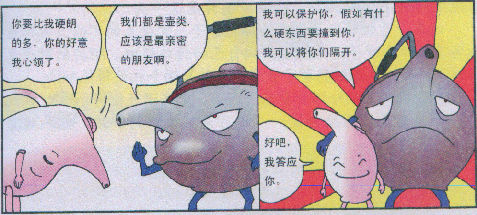 你要比我硬朗
的多，你的好意
我心领了。
我们都是壶类，
应该是最亲密
的朋友啊。
我可以保护你，假如有什
么硬东西要撞到你，
我可以将你们隔开。
好吧，
我答应
你。